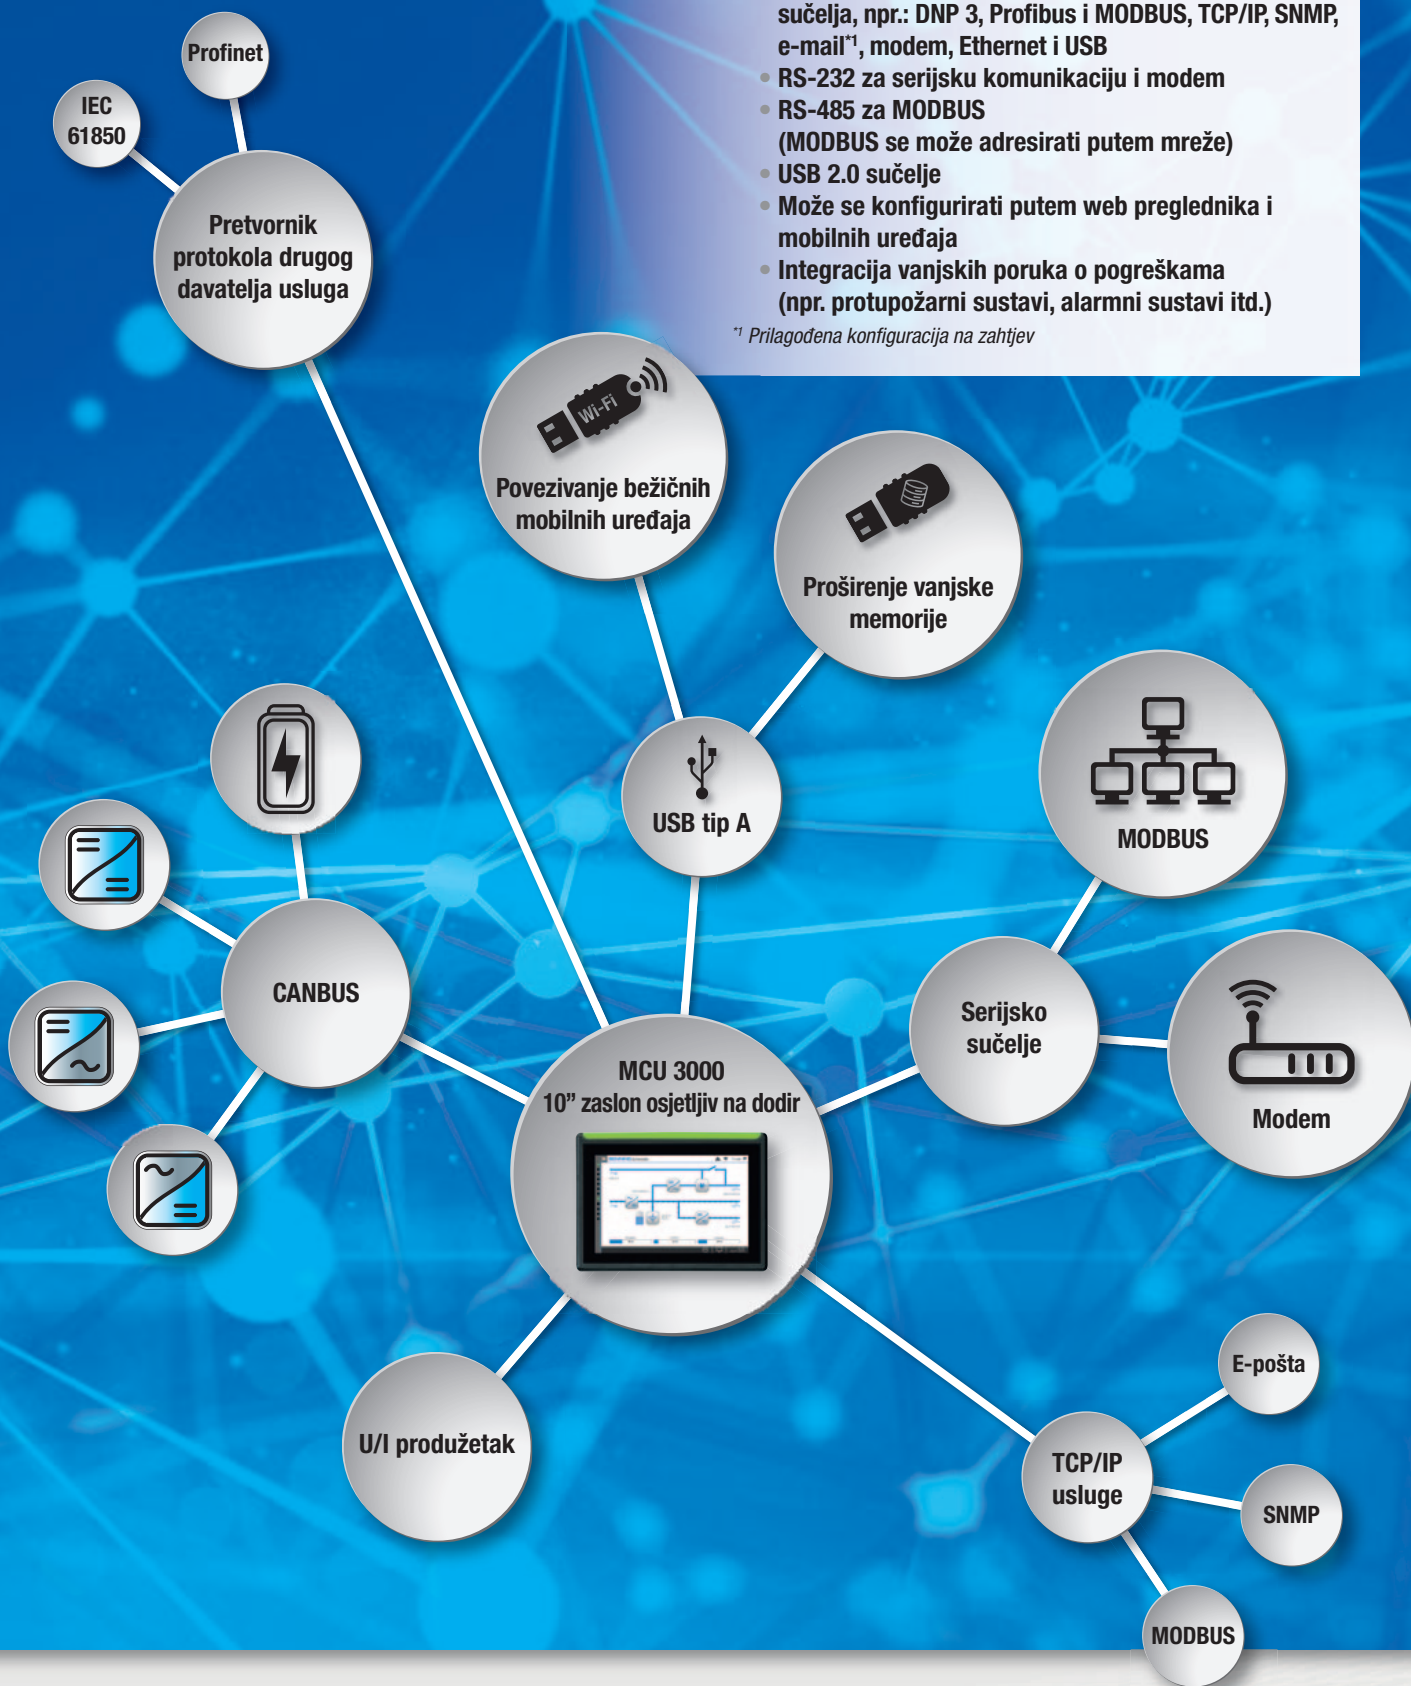 sučelja, npr.: DNP 3, Profibus i MODBUS, TCP/IP, SNMP,
e-mail*1, modem, Ethernet i USB
• RS-232 za serijsku komunikaciju i modem
• RS-485 za MODBUS
(MODBUS se može adresirati putem mreže)
• USB 2.0 sučelje
• Može se konfigurirati putem web preglednika i
mobilnih uređaja
• Integracija vanjskih poruka o pogreškama
(npr. protupožarni sustavi, alarmni sustavi itd.)
*1 Prilagođena konfiguracija na zahtjev
Profinet
IEC
61850
Pretvornik
protokola drugog
davatelja usluga
Wi-Fi
Povezivanje bežičnih
mobilnih uređaja
Proširenje vanjske
memorije
USB tip A
MODBUS
CANBUS
Serijsko
sučelje
Modem
MCU 3000
10” zaslon osjetljiv na dodir
U/I produžetak
E-pošta
TCP/IP
usluge
SNMP
MODBUS